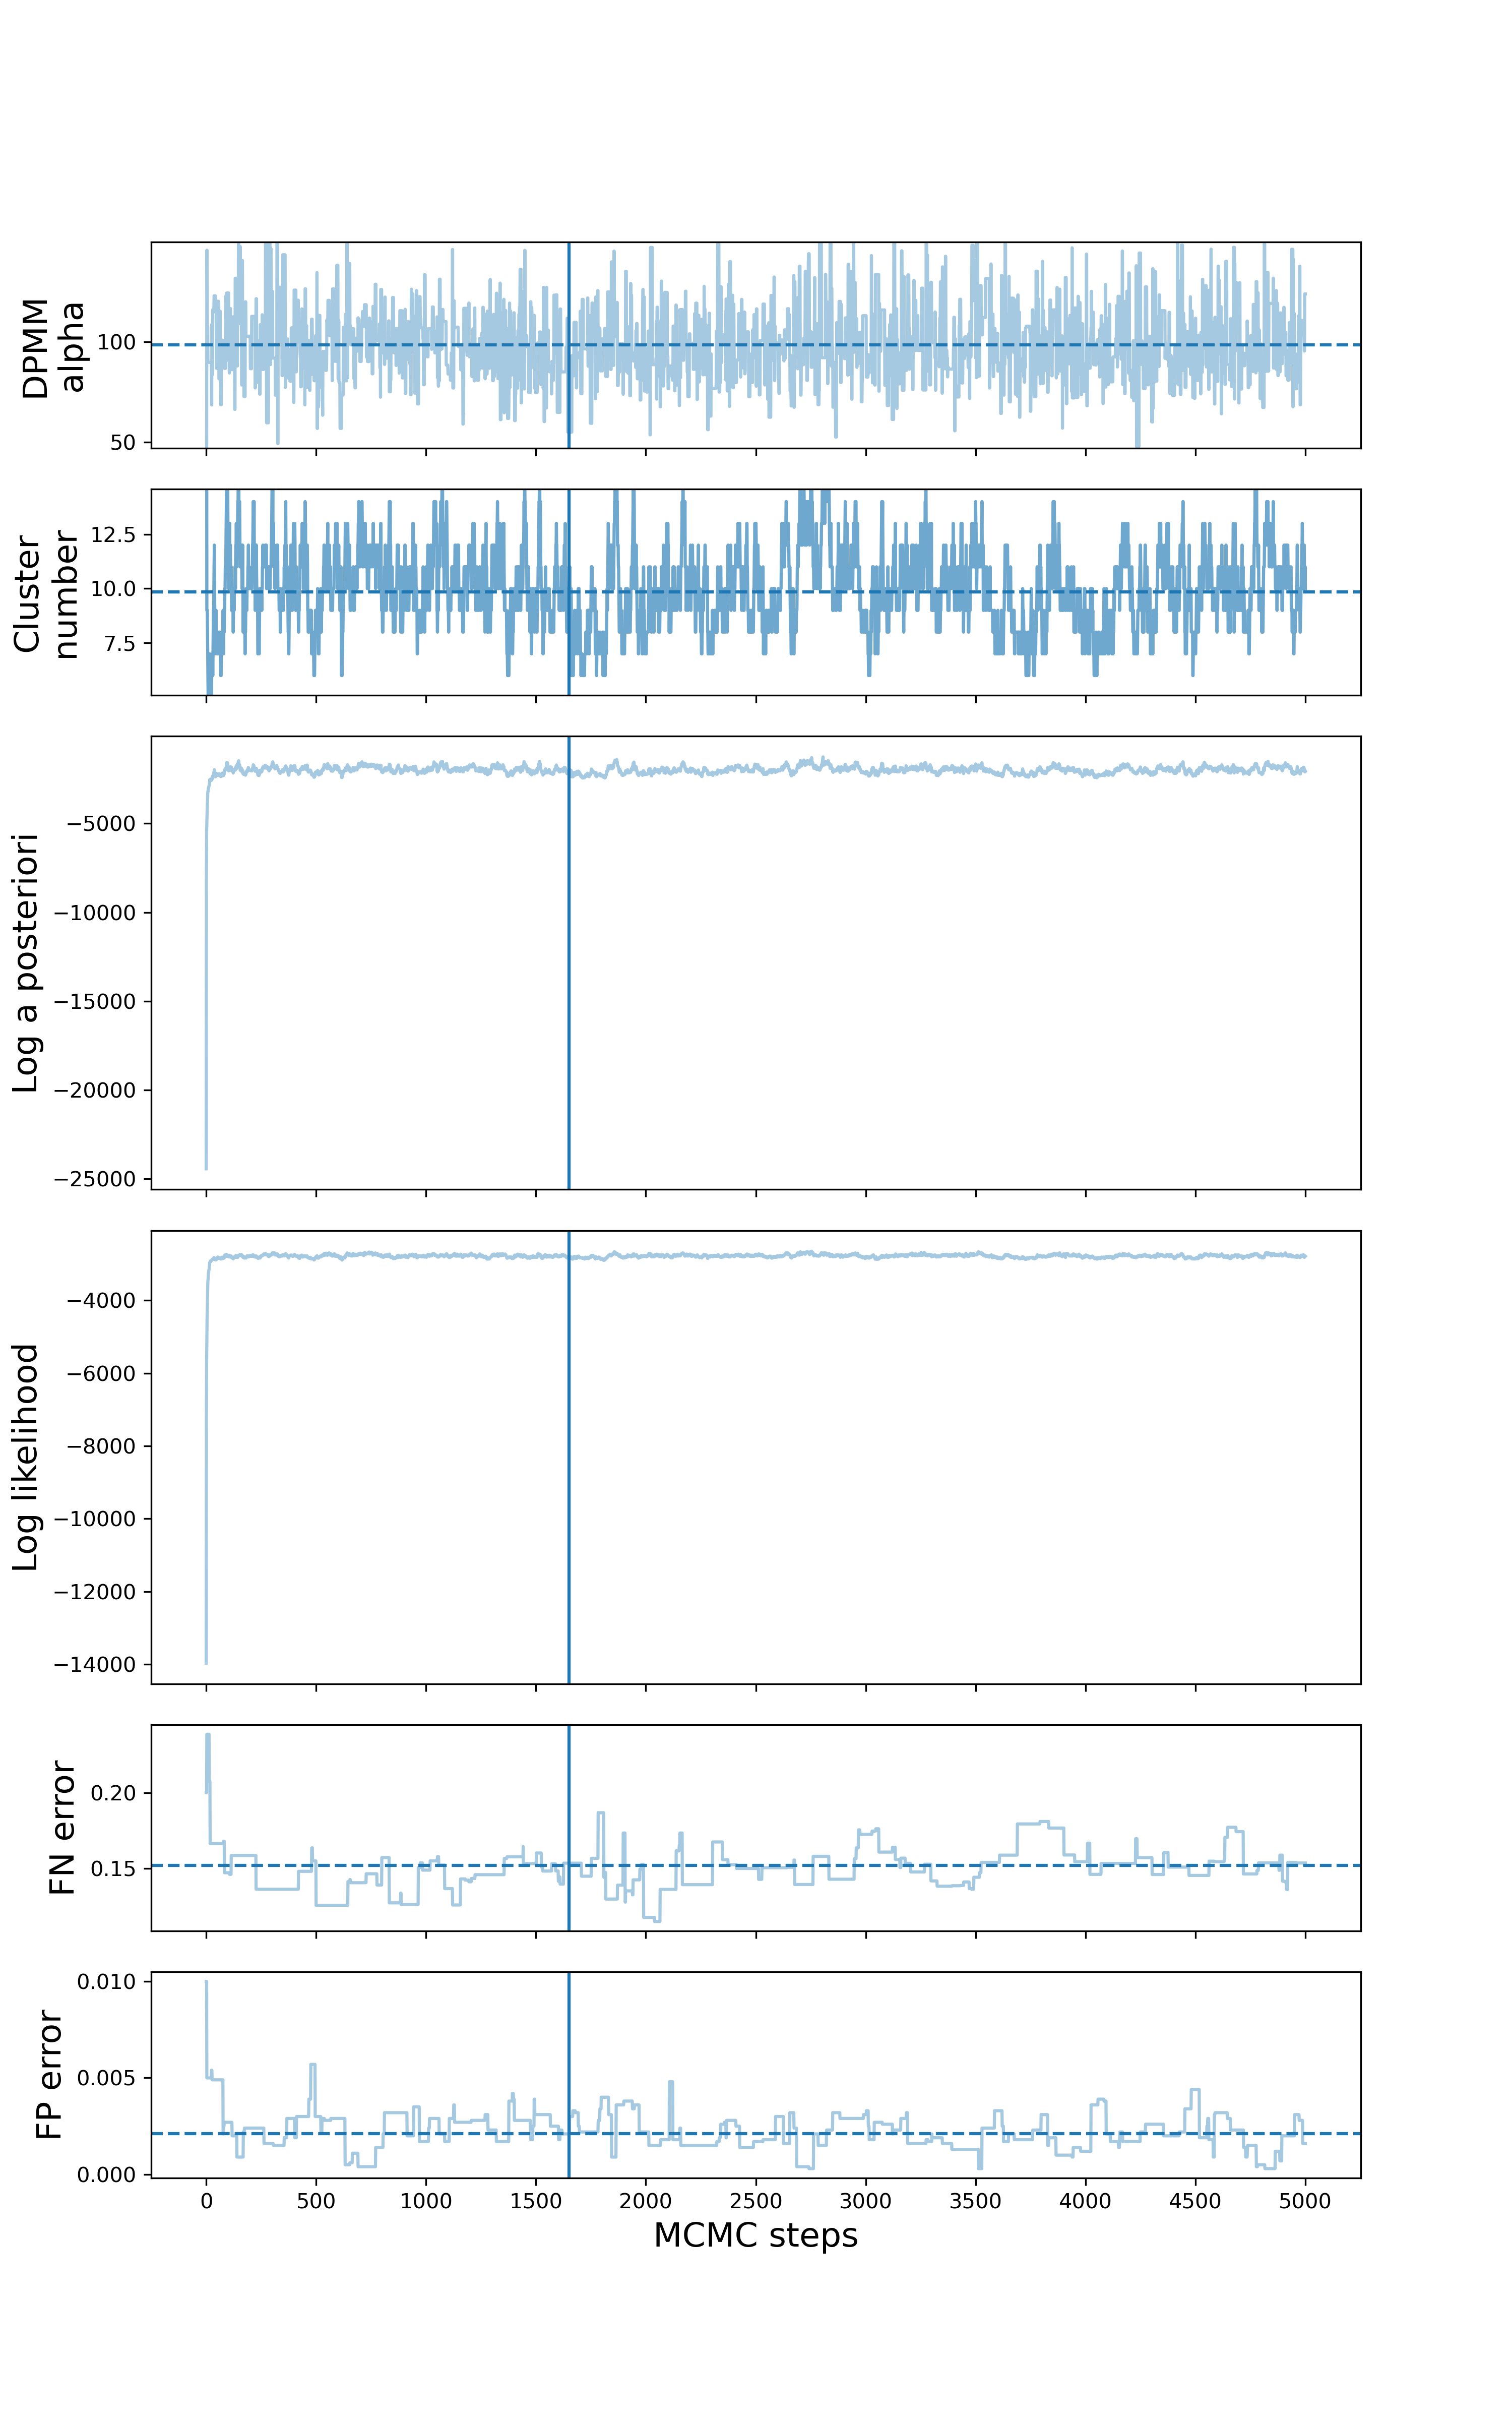 DPMM
alpha
100
50
Cluster
number
12.5
10.0
7.5
Log a posteriori
−5000
−10000
−15000
−20000
−25000
Log likelihood
−4000
−6000
−8000
−10000
−12000
−14000
FN error
0.20
0.15
FP error
0.010
0.005
0.000
0 500 1000 1500 2000 2500 3000 3500 4000 4500 5000
MCMC steps